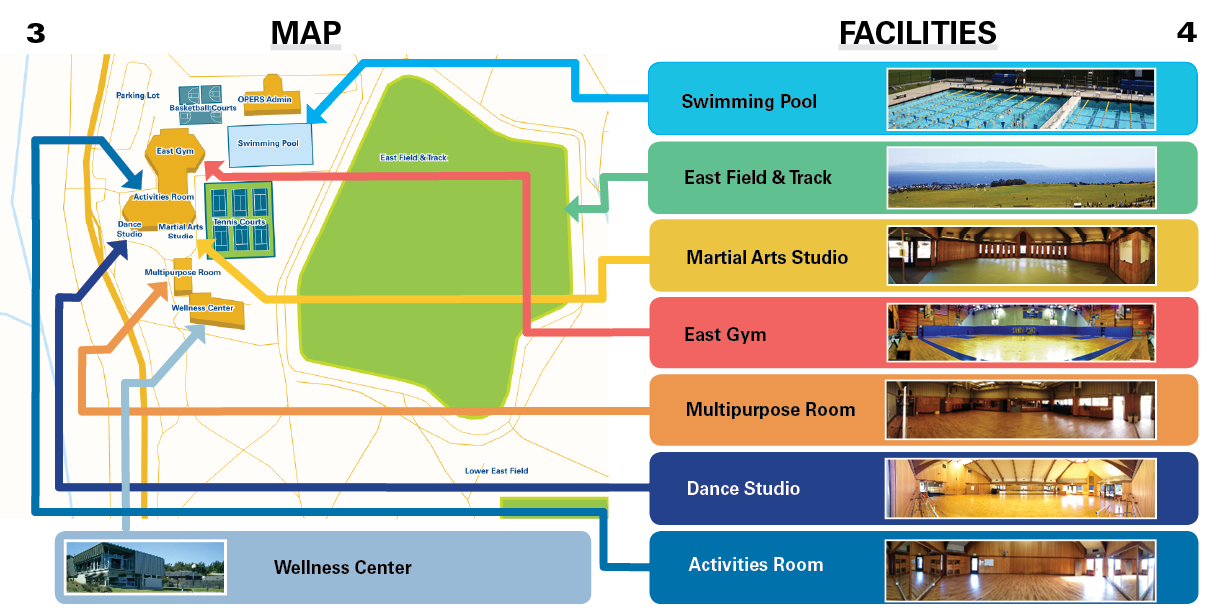 3
MAP
FACILITIES
4
Parking Lot
Basketball Courts
OPERS Admin
East Gym
Swimming Pool
East Field & Track
Activities Room
Dance
Studio
Martial Arts
Studio
Tennis Courts
Multipurpose Room
Wellness Center
Lower East Field
Wellness Center
Swimming Pool
East Field & Track
Martial Arts Studio
East Gym
Multipurpose Room
Dance Studio
Activities Room